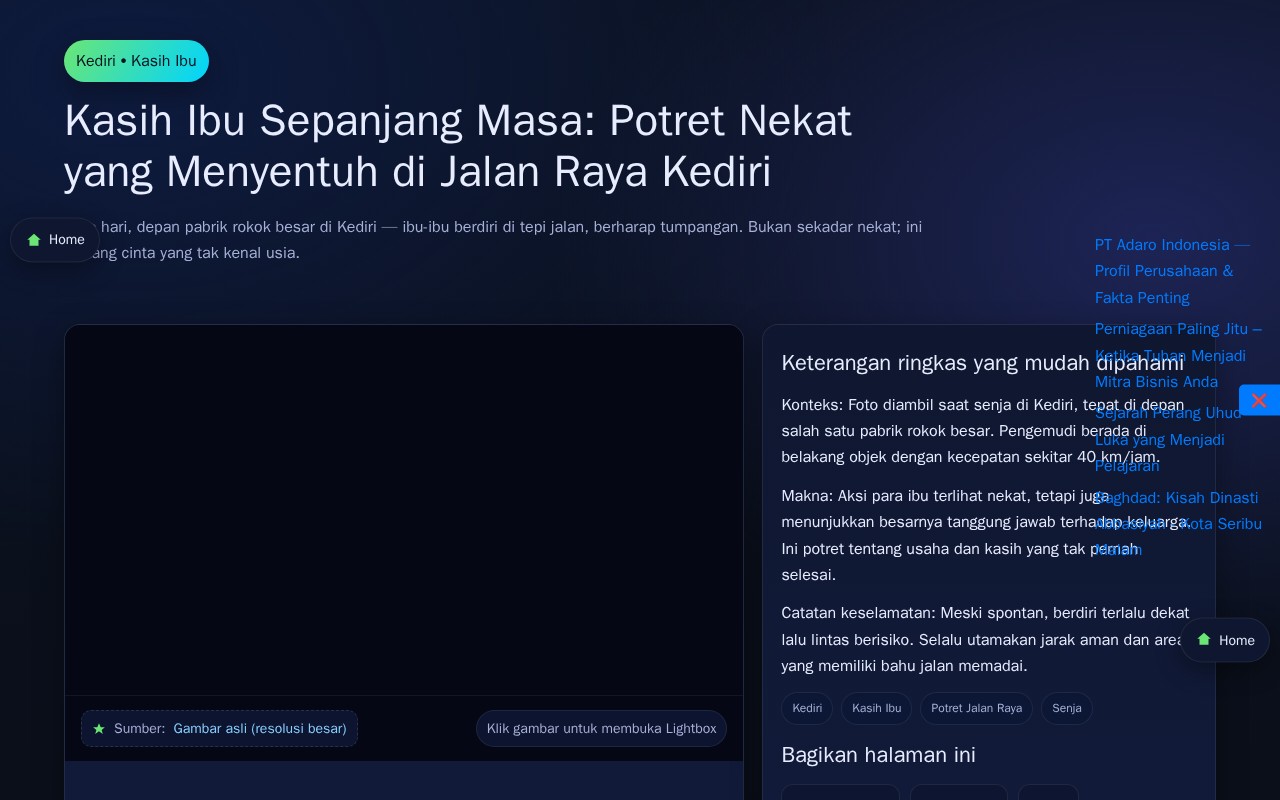 Kediri • Kasih Ibu
Kasih Ibu Sepanjang Masa: Potret Nekat
yang Menyentuh di Jalan Raya Kediri
hari, depan pabrik rokok besar di Kediri — ibu-ibu berdiri di tepi jalan, berharap tumpangan. Bukan sekadar nekat; ini
cinta yang tak kenal usia.
Home
PT Adaro Indonesia —
Profil Perusahaan &
Fakta Penting
Perniagaan Paling Jitu –
Ketika Tuhan Menjadi
Mitra Bisnis Anda
Sejarah Perang Uhud
Luka yang Menjadi
Pelajaran
Baghdad: Kisah Dinasti
Abbasiyah Kota Seribu
Malam
Keterangan ringkas yang mudah dipahami
Konteks: Foto diambil saat senja di Kediri, tepat di depan
salah satu pabrik rokok besar. Pengemudi berada di
belakang objek dengan kecepatan sekitar 40 km/jam.
Makna: Aksi para ibu terlihat nekat, tetapi juga
menunjukkan besarnya tanggung jawab terhadap keluarga.
Ini potret tentang usaha dan kasih yang tak pernah
selesai.
Catatan keselamatan: Meski spontan, berdiri terlalu dekat
lalu lintas berisiko. Selalu utamakan jarak aman dan area
yang memiliki bahu jalan memadai.
Home
Kediri
Kasih Ibu
Potret Jalan Raya
Senja
Bagikan halaman ini
Sumber: Gambar asli (resolusi besar)
Klik gambar untuk membuka Lightbox